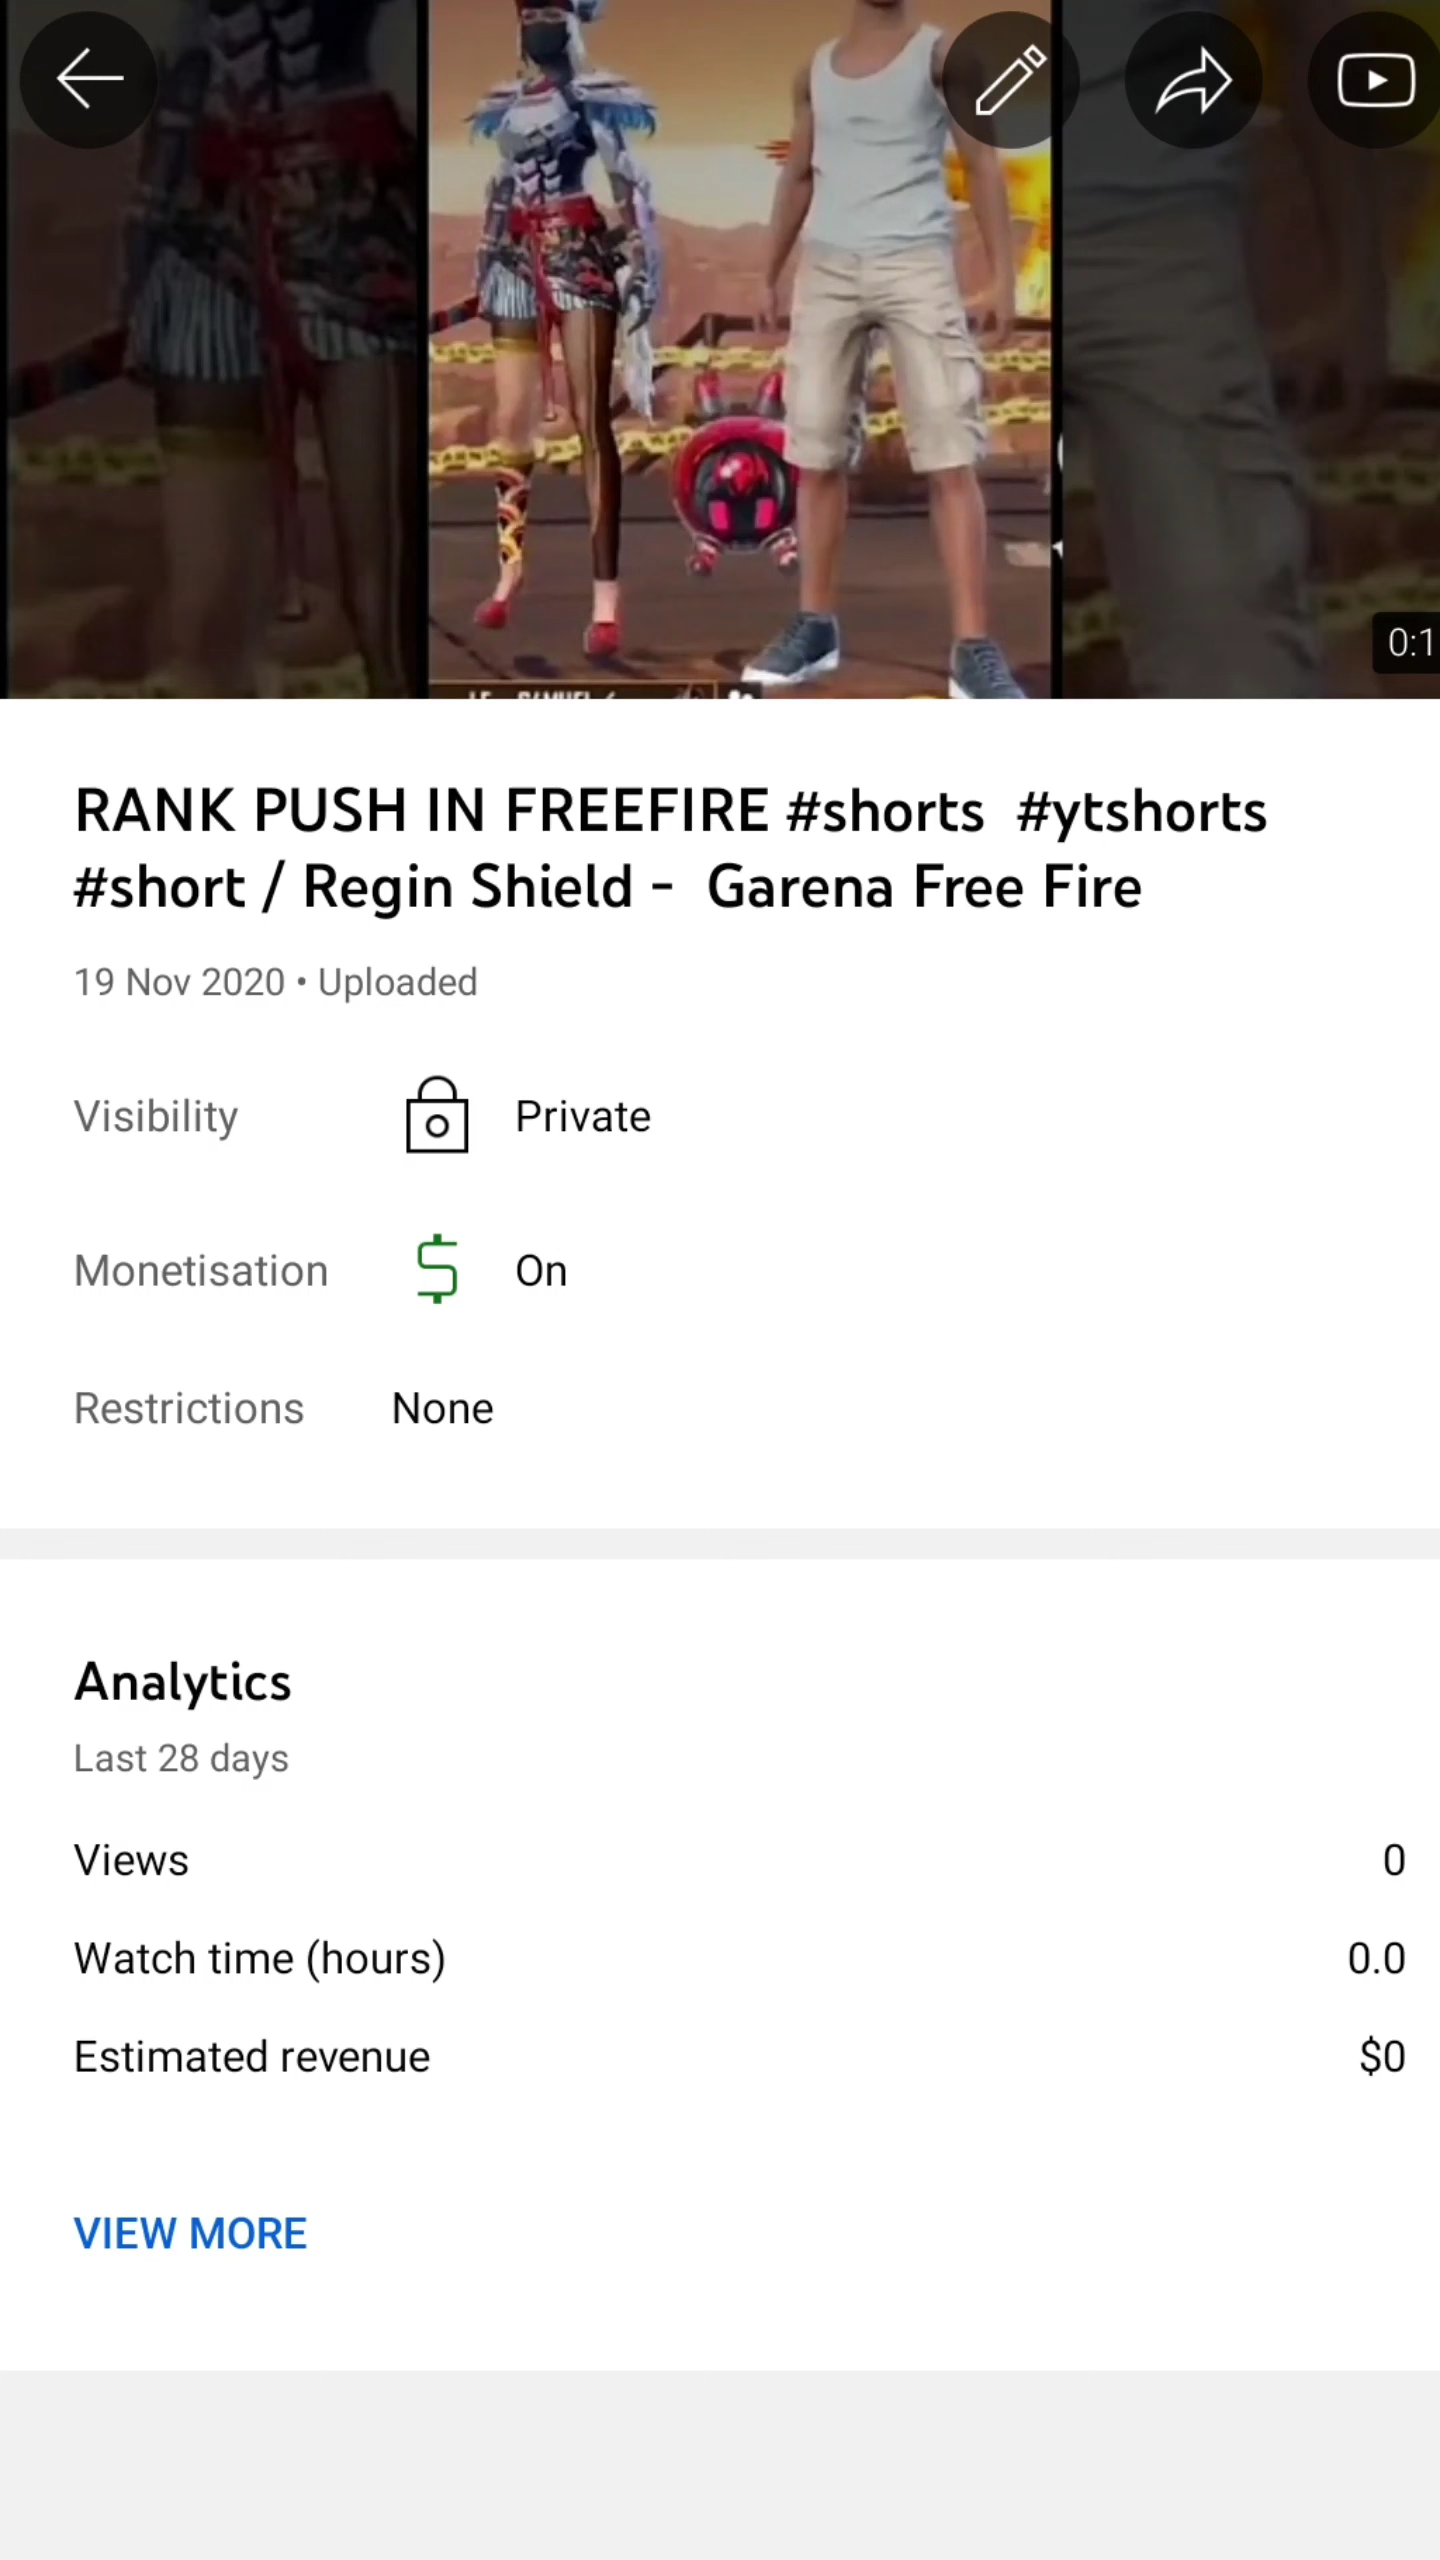 RANK PUSH IN FREEFIRE #shorts #ytshorts
#short / Regin Shield - Garena Free Fire
19 Nov 2020 • Uploaded
Visibility Private
Monetisation On
Restrictions None
Analytics
Last 28 days
Views 0
Watch time (hours) 0.0
Estimated revenue $0
VIEW MORE